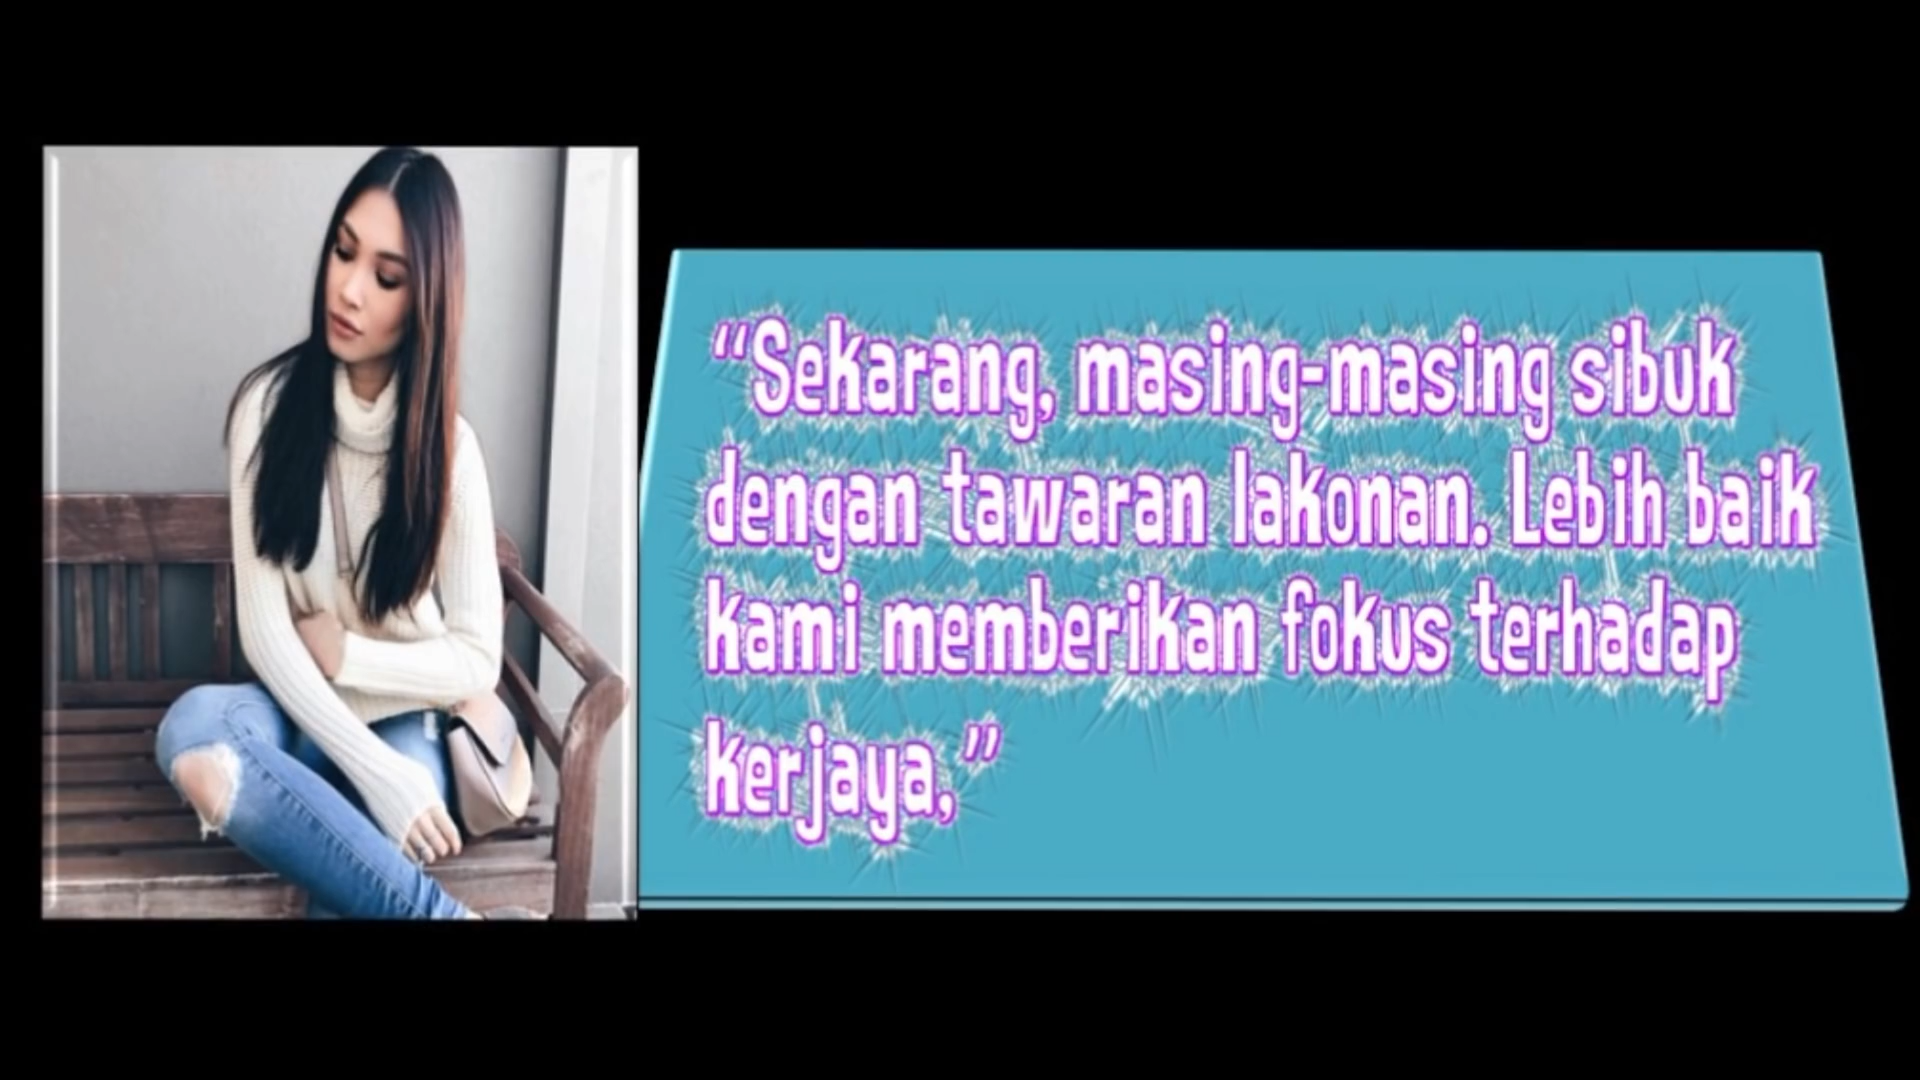 “Sekarang, masing-masing sibuk
dengan tawaran lakonan. Lebih baik
kami memberikan fokus terhadap
kerjaya,”